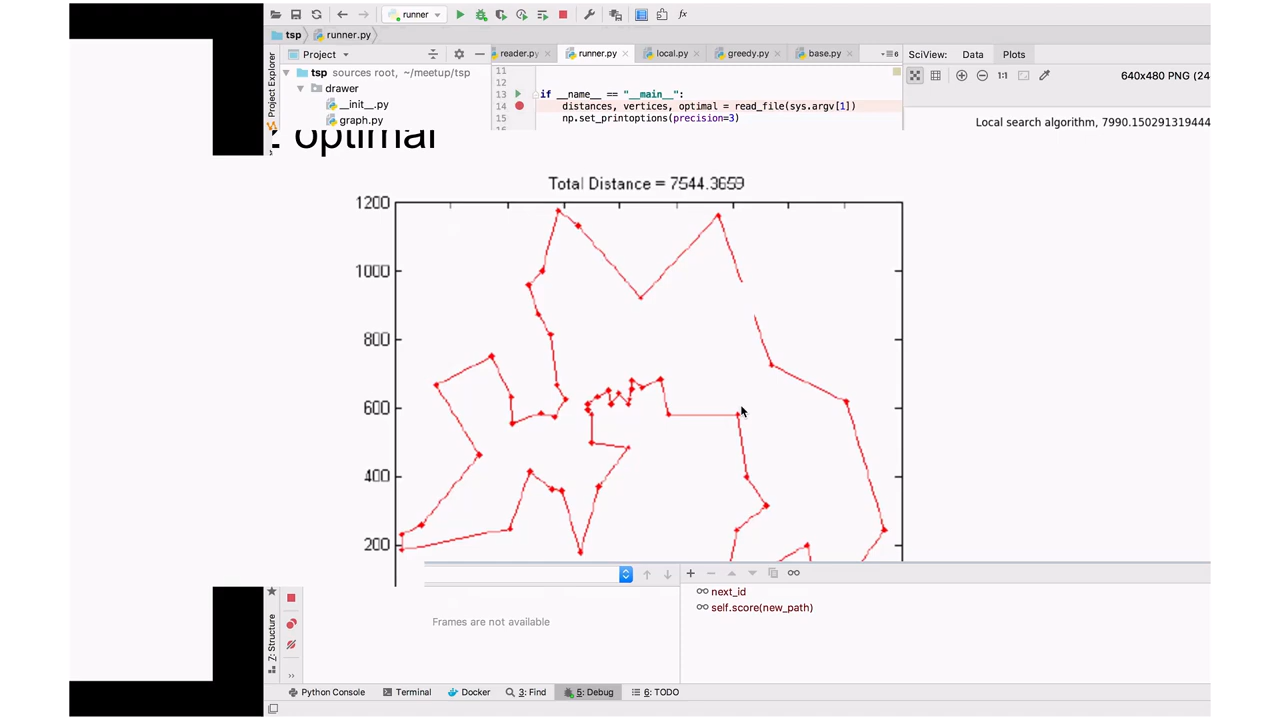 runner
fx
tsp runner.py
Project Explorer
Project
reader.py runner.py local.py greedy.py base.py
6
SciView: Data Plots
tsp sources root, ~/meetup/tsp
drawer
__init__.py
graph.py
11
12
13 if __name__ == "__main__":
14 distances, vertices, optimal = read_file(sys.argv[1])
15 np.set_printoptions(precision=3)
1:1
640x480 PNG (24
Local search algorithm, 7990.150291319444
: optimal
Total Distance = 7544.3659
1200
1000
800
600
400
200
next_id
self.score(new_path)
Frames are not available
7: Structure
Python Console Terminal Docker 3: Find 5: Debug 6: TODO